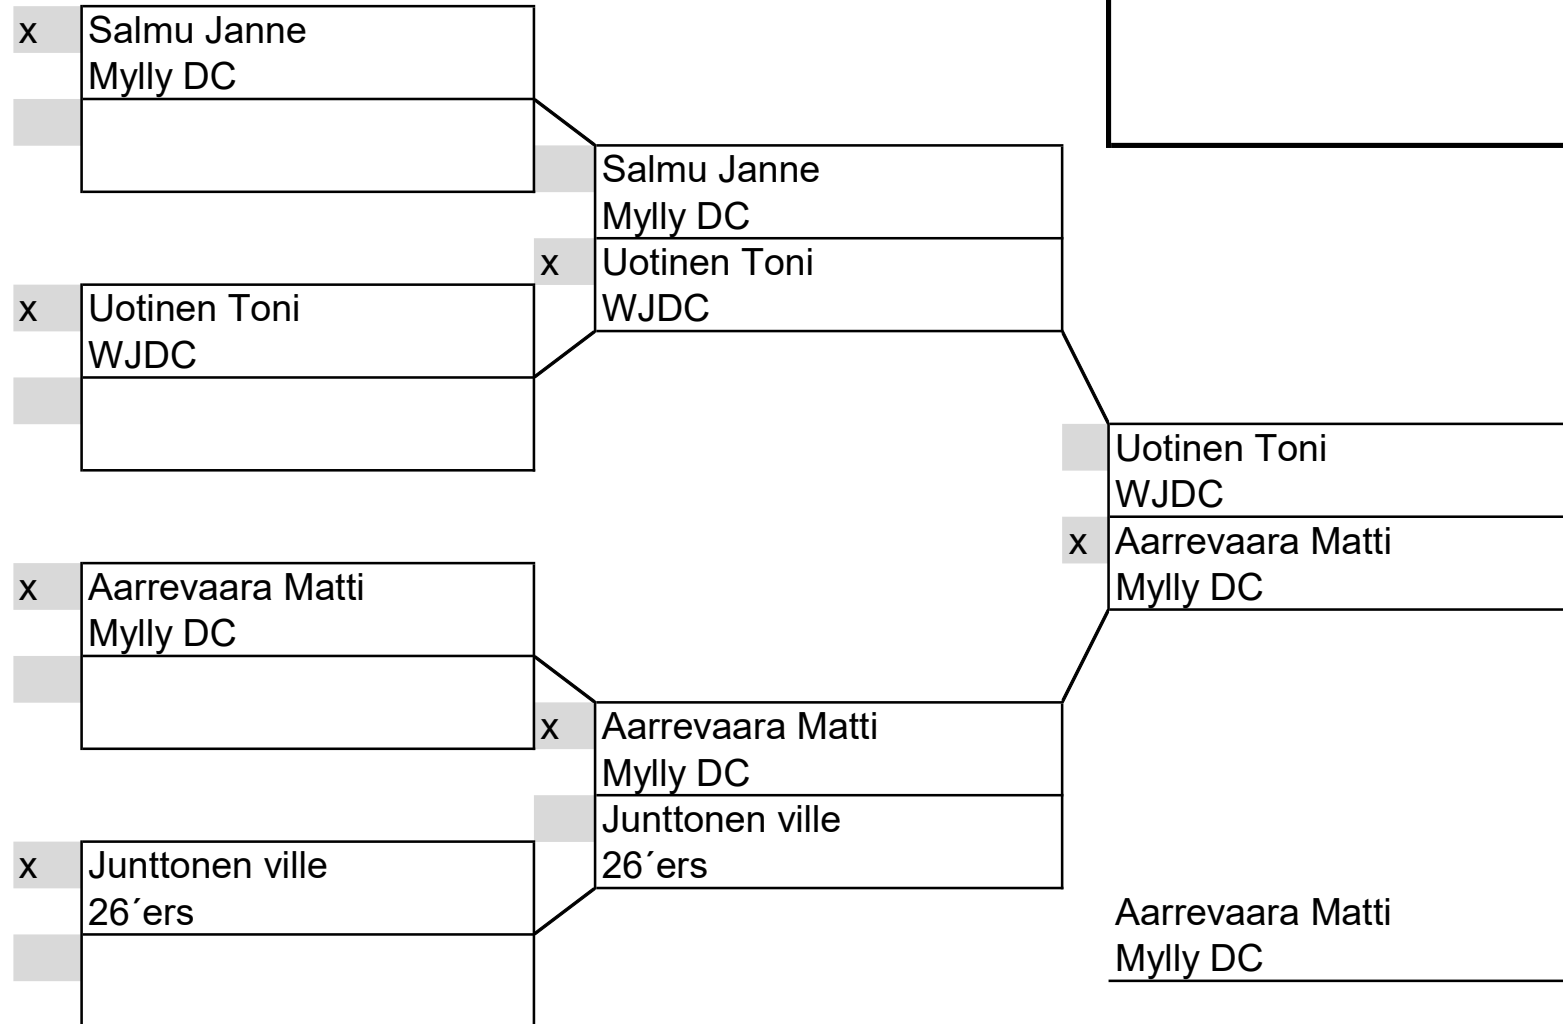 x Salmu Janne
Mylly DC
Salmu Janne
Mylly DC
x Uotinen Toni
WJDC
x Uotinen Toni
WJDC
Uotinen Toni
WJDC
x Aarrevaara Matti
Mylly DC
x Aarrevaara Matti
Mylly DC
x Aarrevaara Matti
Mylly DC
Junttonen ville
26´ers
x Junttonen ville
26´ers
Aarrevaara Matti
Mylly DC